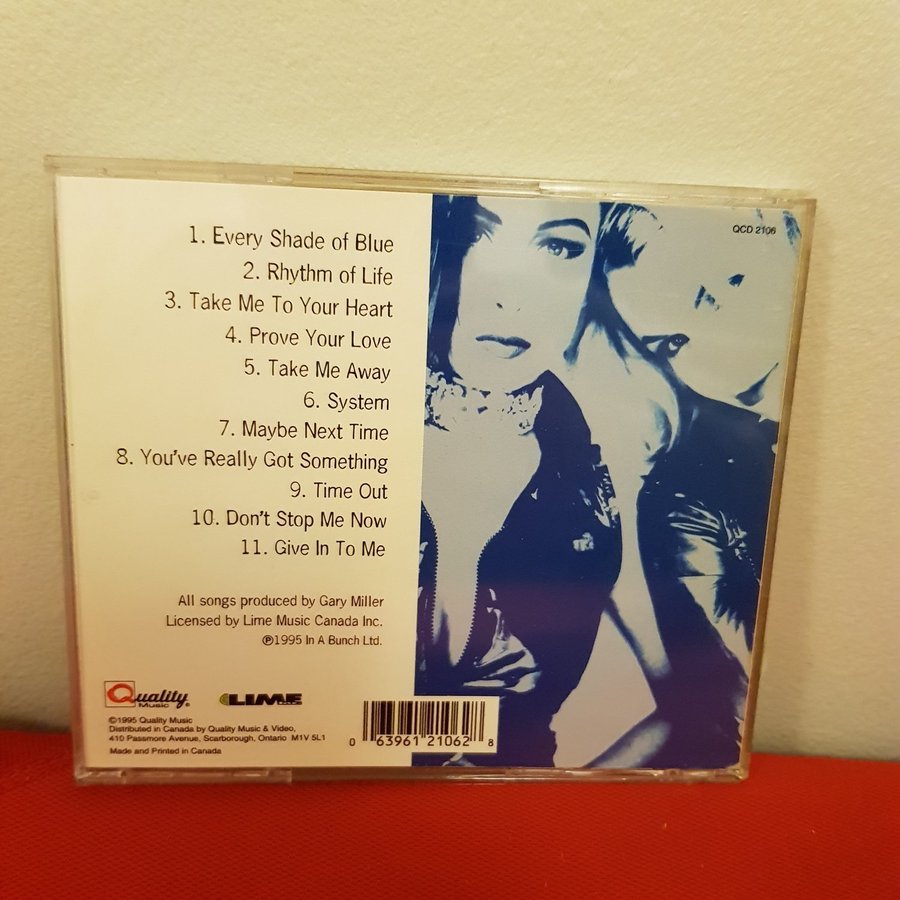 QCD 2106
1. Every Shade of Blue
2. Rhythm of Life
3. Take Me To Your Heart
4. Prove Your Love
5. Take Me Away
6. System
7. Maybe Next Time
8. You've Really Got Something
9. Time Out
10. Don't Stop Me Now
11. Give In To Me
All songs produced by Gary Miller
Licensed by Lime Music Canada Inc.
℗1995 In A Bunch Ltd.
Quality Music®
LIME
©1995 Quality Music
Distributed in Canada by Quality Music & Video,
410 Passmore Avenue, Scarborough, Ontario M1V 5L1
Made and Printed in Canada
0 63961 21062 8